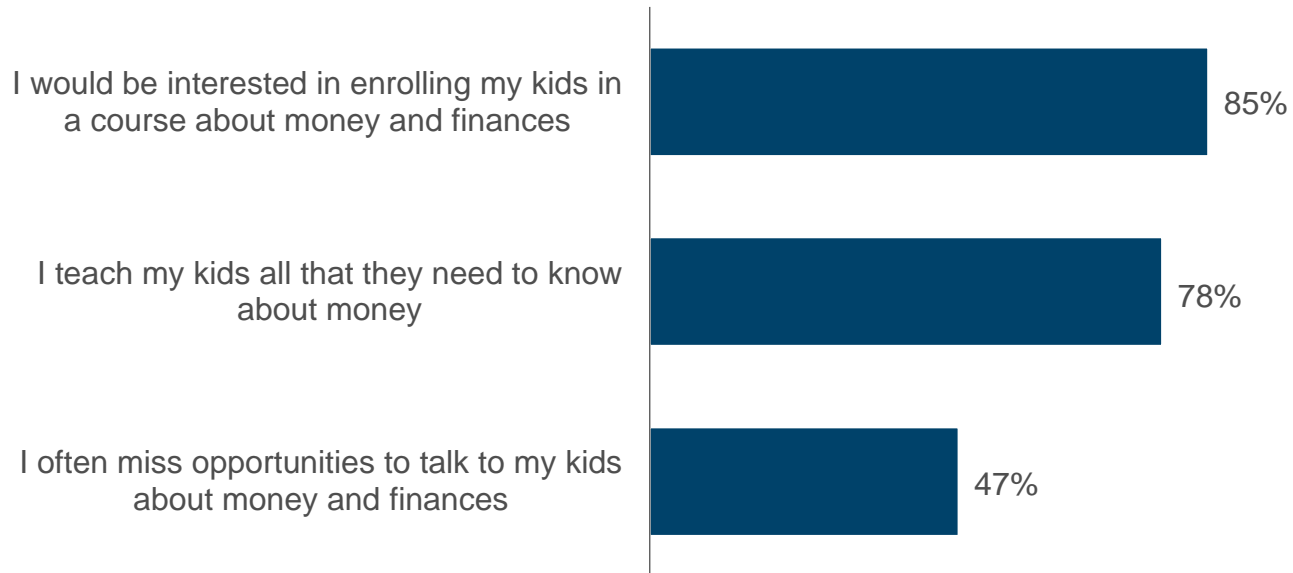 I would be interested in enrolling my kids in
a course about money and finances
85%
I teach my kids all that they need to know
about money
78%
I often miss opportunities to talk to my kids
about money and finances
47%